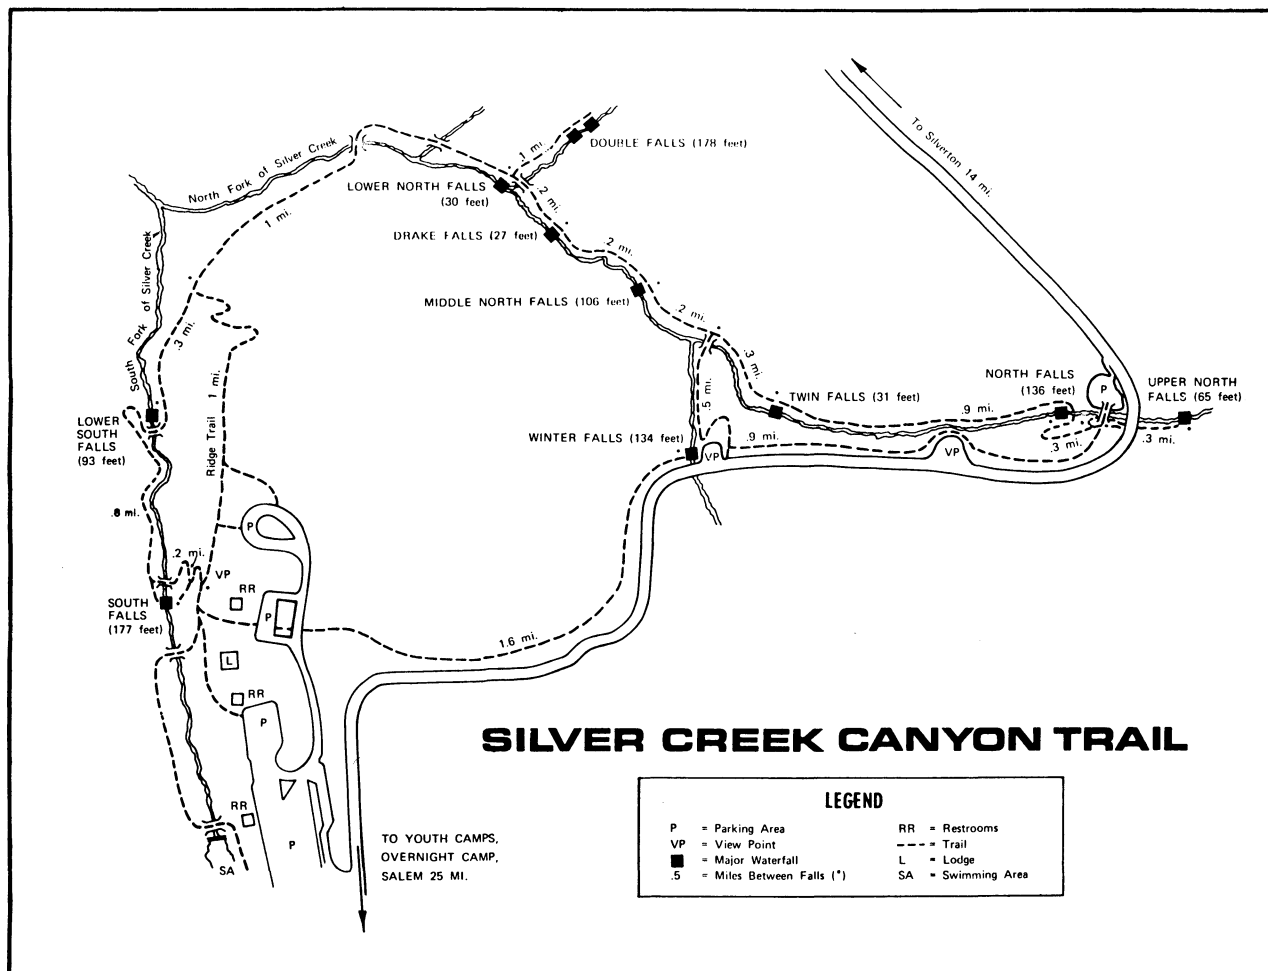 To Silverton 14 mi.
North Fork of Silver Creek
.1 mi.
DOUBLE FALLS (178 feet)
LOWER NORTH FALLS
(30 feet)
.2 mi.
1 mi.
DRAKE FALLS (27 feet)
.2 mi.
South Fork of Silver Creek
MIDDLE NORTH FALLS (106 feet)
.2 mi.
.3 mi.
.3 mi.
NORTH FALLS
(136 feet)
P
UPPER NORTH
FALLS (65 feet)
Ridge Trail 1 mi.
.5 mi.
TWIN FALLS (31 feet)
.9 mi.
LOWER
SOUTH
FALLS
(93 feet)
WINTER FALLS (134 feet)
VP
.9 mi.
VP
.3 mi.
.3 mi.
.8 mi.
P
.2 mi.
VP
RR
SOUTH
FALLS
(177 feet)
P
1.6 mi.
L
RR
P
SILVER CREEK CANYON TRAIL
RR
P
SA
TO YOUTH CAMPS,
OVERNIGHT CAMP,
SALEM 25 MI.
LEGEND
P = Parking Area
VP = View Point
= Major Waterfall
.5 = Miles Between Falls (*)
RR = Restrooms
---- = Trail
L = Lodge
SA = Swimming Area